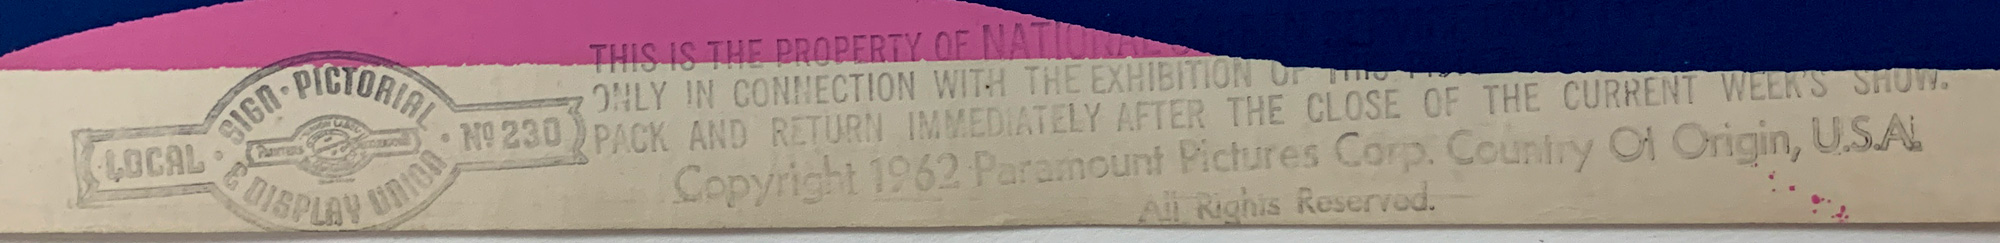 SIGN · PICTORIAL
LOCAL · & DISPLAY UNION · Nº 230
THIS IS THE PROPERTY OF NATIONAL
ONLY IN CONNECTION WITH THE EXHIBITION OF THIS
PACK AND RETURN IMMEDIATELY AFTER THE CLOSE OF THE CURRENT WEEK'S SHOW.
Copyright 1962 Paramount Pictures Corp. Country Of Origin, U.S.A.
All Rights Reserved.